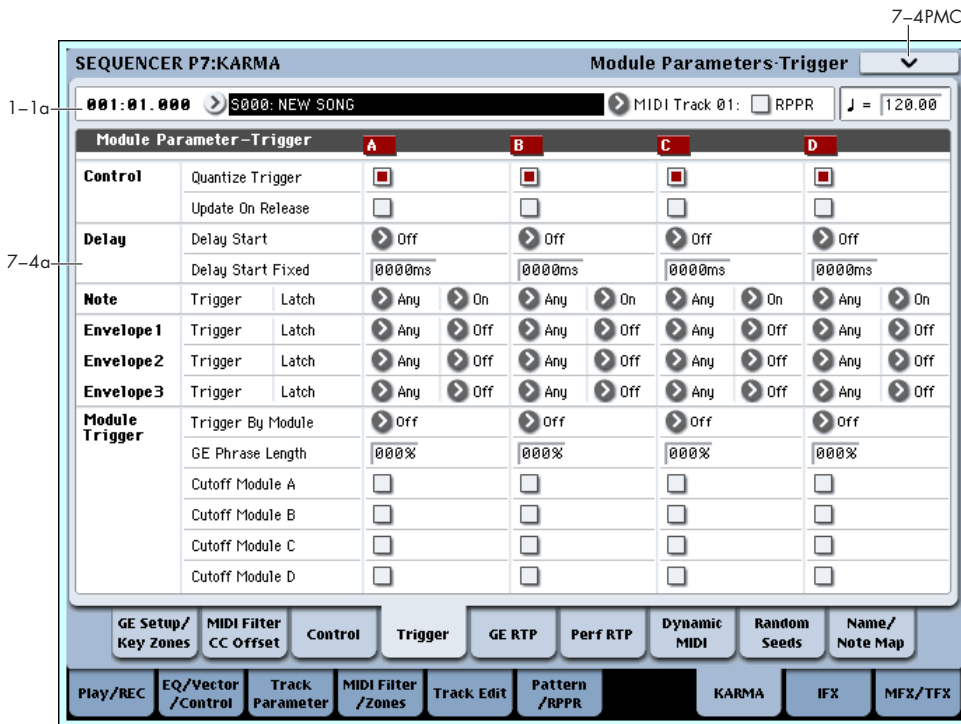 7–4PMC
SEQUENCER P7:KARMA Module Parameters-Trigger
1–1a 001:01.000 S000: NEW SONG MIDI Track 01: RPPR ♩ = 120.00
Module Parameter-Trigger A B C D
Control Quantize Trigger
Update On Release
7–4a
Delay Delay Start Off Off Off Off
Delay Start Fixed 0000ms 0000ms 0000ms 0000ms
Note Trigger Latch Any On Any On Any On Any On
Envelope1 Trigger Latch Any Off Any Off Any Off Any Off
Envelope2 Trigger Latch Any Off Any Off Any Off Any Off
Envelope3 Trigger Latch Any Off Any Off Any Off Any Off
Module Trigger Trigger By Module Off Off Off Off
GE Phrase Length 000% 000% 000% 000%
Cutoff Module A
Cutoff Module B
Cutoff Module C
Cutoff Module D
GE Setup/ Key Zones MIDI Filter CC Offset Control Trigger GE RTP Perf RTP Dynamic MIDI Random Seeds Name/ Note Map
Play/REC EQ/Vector /Control Track Parameter MIDI Filter /Zones Track Edit Pattern /RPPR KARMA IFX MFX/TFX